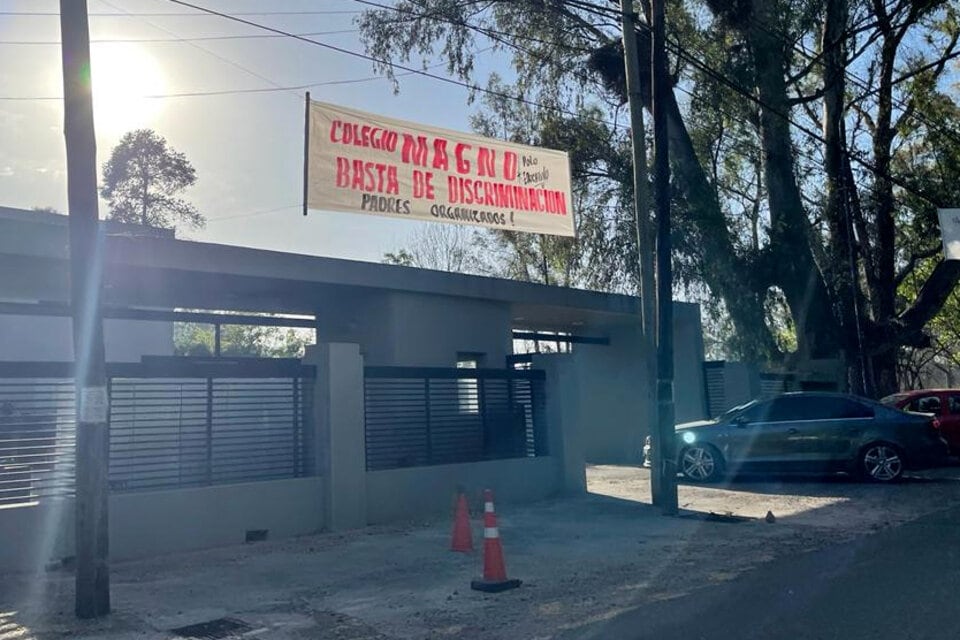 COLEGIO MAGNO Polo
Educativo
BASTA DE DISCRIMINACION
PADRES ORGANIZADOS!